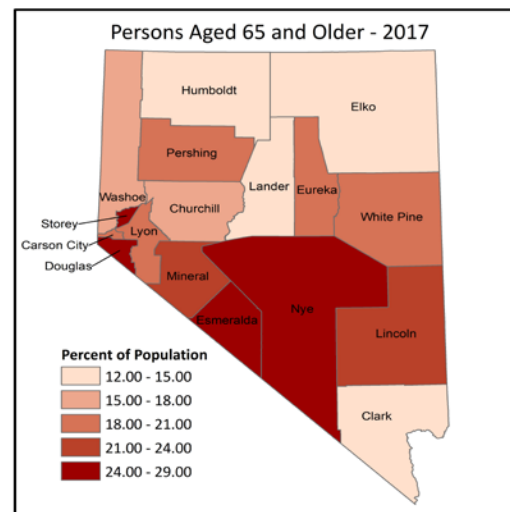 Persons Aged 65 and Older - 2017
Humboldt
Elko
Pershing
Lander
Eureka
Washoe
Churchill
White Pine
Storey
Lyon
Carson City
Douglas
Mineral
Nye
Esmeralda
Lincoln
Percent of Population
12.00 - 15.00
15.00 - 18.00
18.00 - 21.00
21.00 - 24.00
24.00 - 29.00
Clark